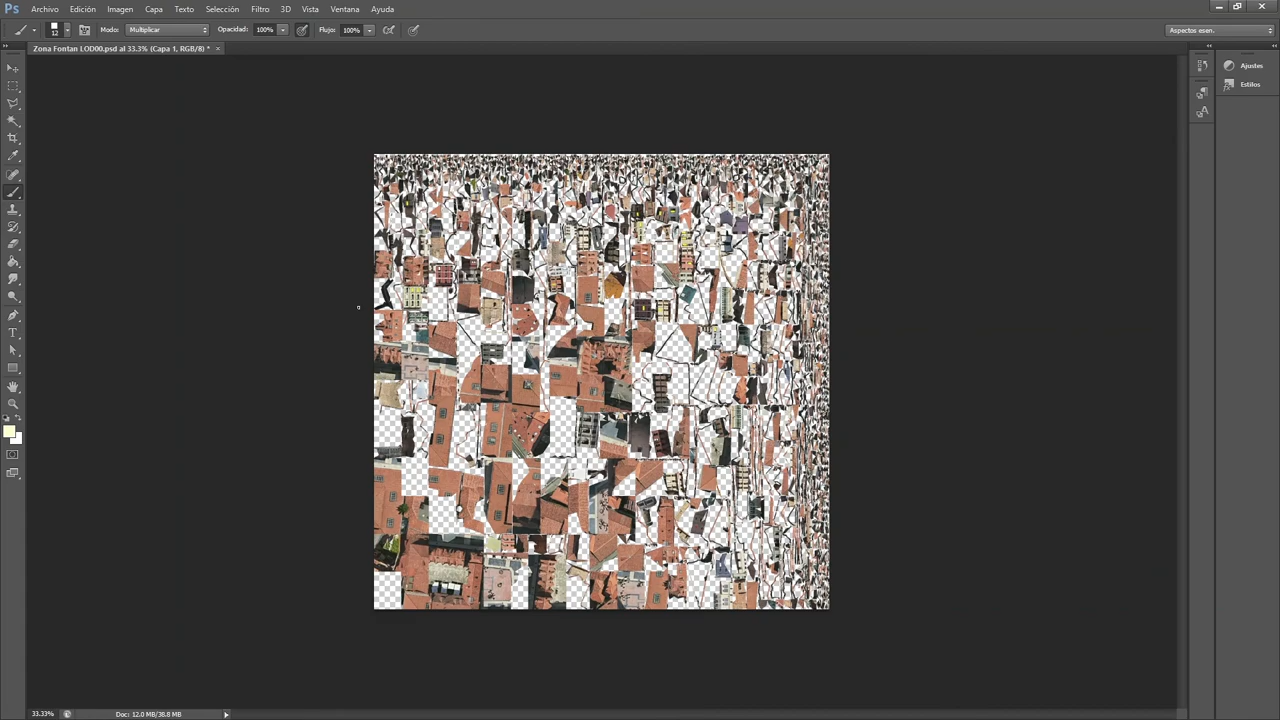 Ps Archivo Edición Imagen Capa Texto Selección Filtro 3D Vista Ventana Ayuda
12 Modo: Multiplicar Opacidad: 100% Flujo: 100% Aspectos esen.
Zona Fontan LOD00.psd al 33.3% (Capa 1, RGB/8) * ×
Ajustes
Estilos
33.33% Doc: 12.0 MB/38.8 MB